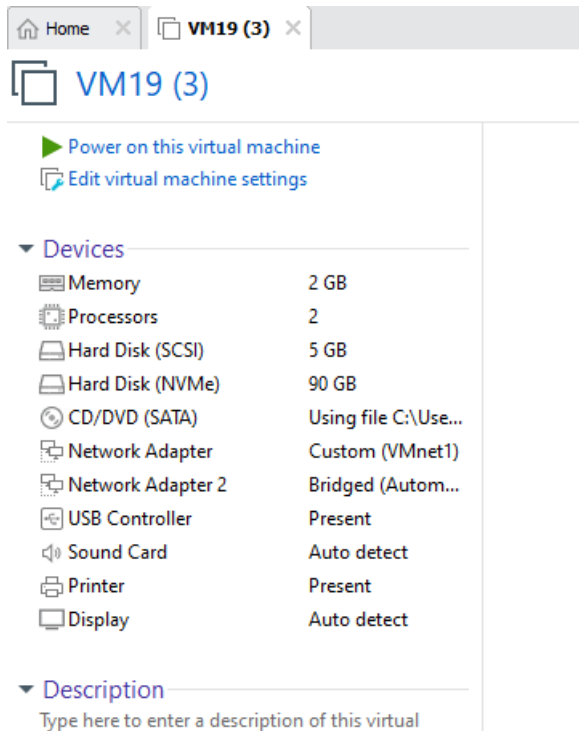 Home
VM19 (3)
VM19 (3)
Power on this virtual machine
Edit virtual machine settings
Devices
Memory 2 GB
Processors 2
Hard Disk (SCSI) 5 GB
Hard Disk (NVMe) 90 GB
CD/DVD (SATA) Using file C:\Use...
Network Adapter Custom (VMnet1)
Network Adapter 2 Bridged (Autom...
USB Controller Present
Sound Card Auto detect
Printer Present
Display Auto detect
Description
Type here to enter a description of this virtual